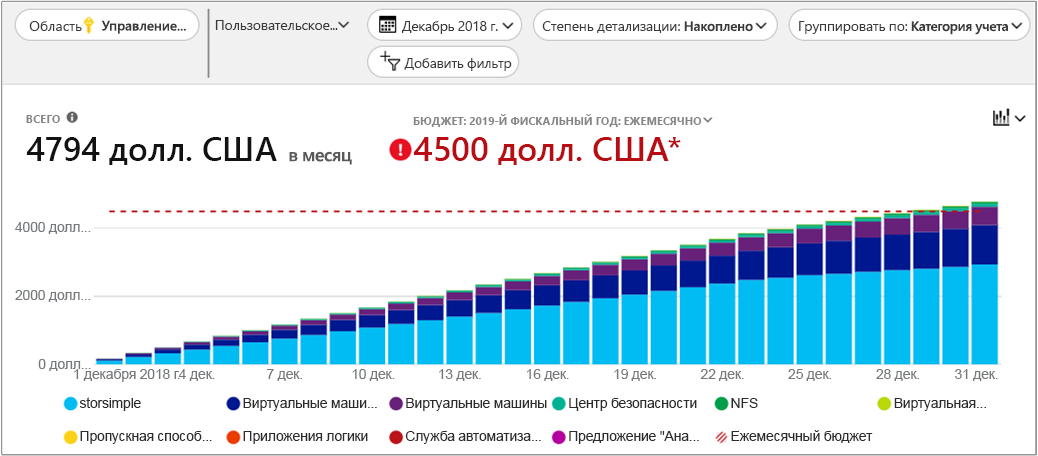 Область Управление...
Пользовательское...
Декабрь 2018 г.
Степень детализации: Накоплено
Группировать по: Категория учета
Добавить фильтр
ВСЕГО
БЮДЖЕТ: 2019-Й ФИСКАЛЬНЫЙ ГОД: ЕЖЕМЕСЯЧНО
4794 долл. США в месяц
4500 долл. США*
4000 долл...
2000 долл...
0 долл...
1 декабря 2018 г. 4 дек. 7 дек. 10 дек. 13 дек. 16 дек. 19 дек. 22 дек. 25 дек. 28 дек. 31 дек.
storsimple Виртуальные маши... Виртуальные машины Центр безопасности NFS Виртуальная...
Пропускная способ... Приложения логики Служба автоматиза... Предложение "Ана... Ежемесячный бюджет